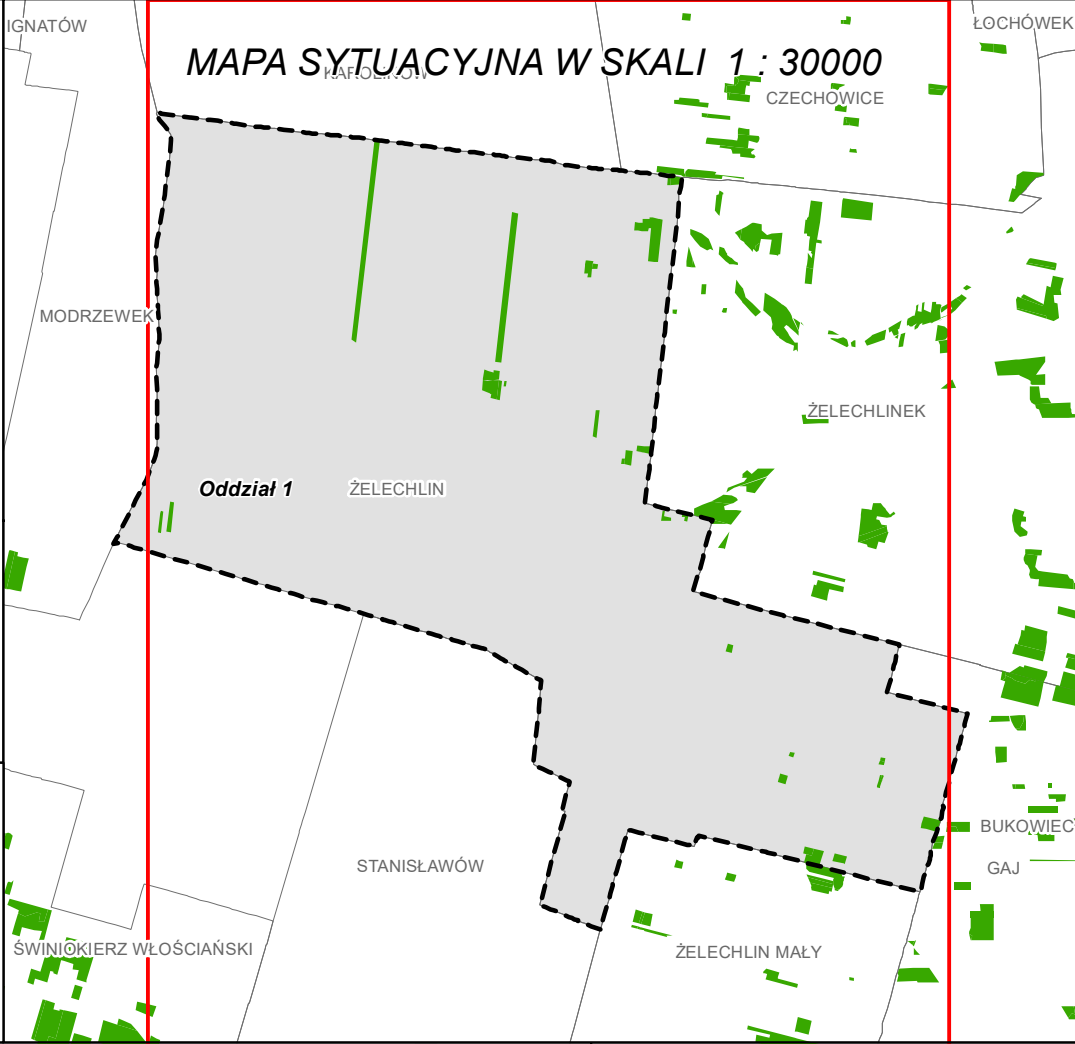 IGNATÓW
ŁOCHÓWEK
MAPA SYTUACYJNA W SKALI 1 : 30000
KAROLINÓW
CZECHOWICE
MODRZEWEK
ŻELECHLINEK
Oddział 1
ŻELECHLIN
BUKOWIEC
STANISŁAWÓW
GAJ
ŚWINIOKIERZ WŁOŚCIAŃSKI
ŻELECHLIN MAŁY